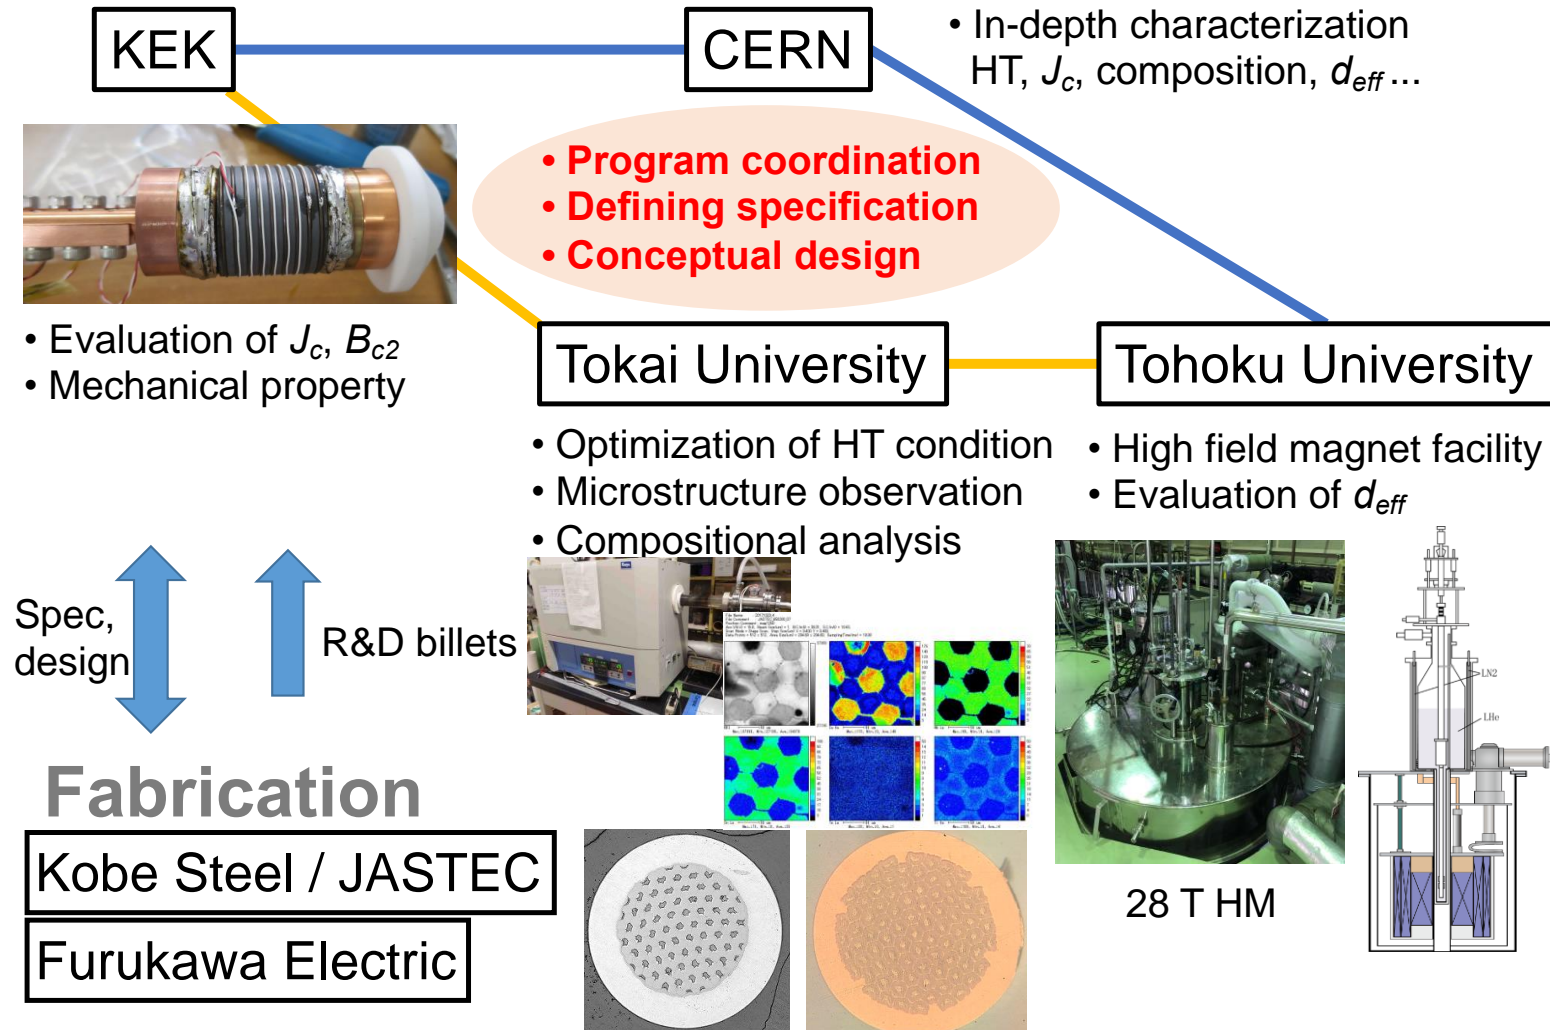 KEK
CERN
• In-depth characterization
HT, Jc, composition, deff ...
• Program coordination
• Defining specification
• Conceptual design
• Evaluation of Jc, Bc2
• Mechanical property
Tokai University
Tohoku University
• Optimization of HT condition
• Microstructure observation
• Compositional analysis
• High field magnet facility
• Evaluation of deff
Spec,
design
R&D billets
LN2
LHe
28 T HM
Fabrication
Kobe Steel / JASTEC
Furukawa Electric